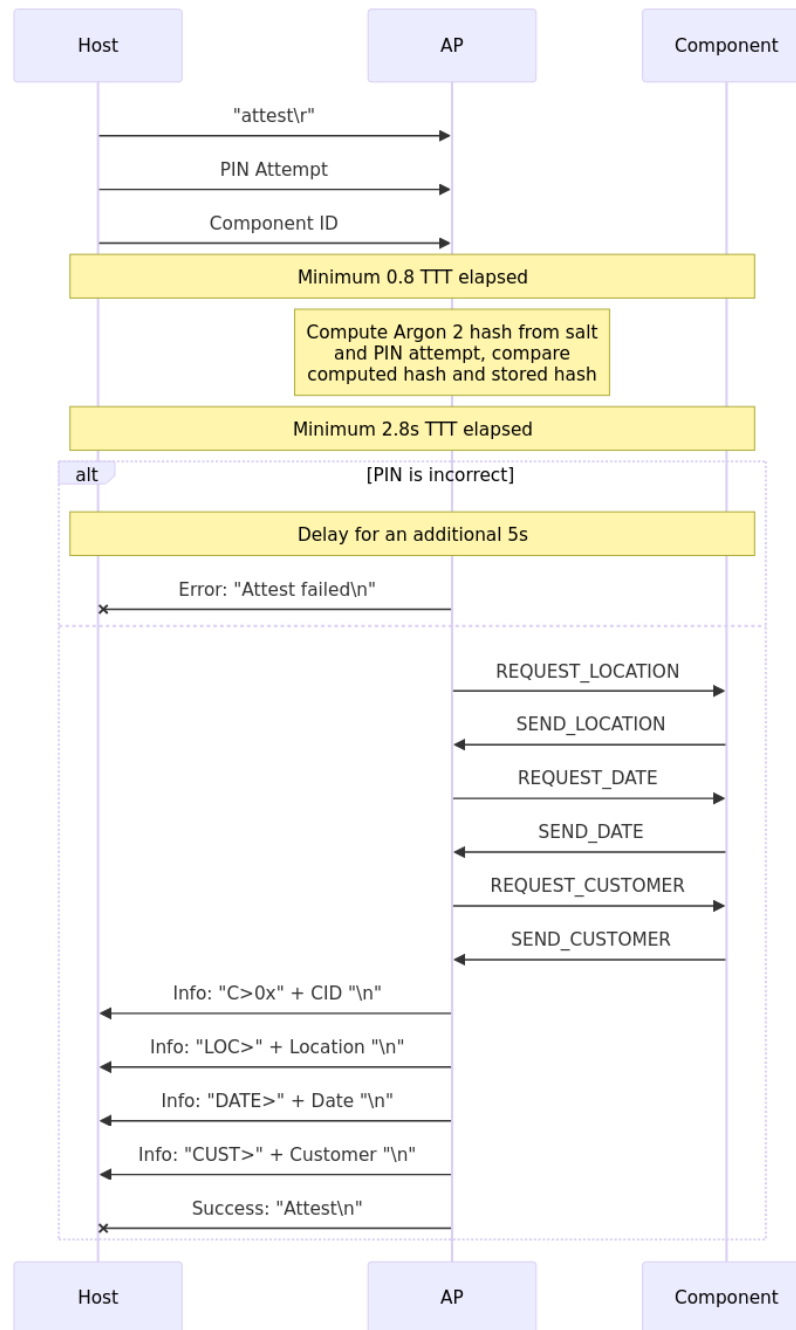 Host AP Component
"attest\r"
PIN Attempt
Component ID
Minimum 0.8 TTT elapsed
Compute Argon 2 hash from salt
and PIN attempt, compare
computed hash and stored hash
Minimum 2.8s TTT elapsed
alt [PIN is incorrect]
Delay for an additional 5s
Error: "Attest failed\n"
REQUEST_LOCATION
SEND_LOCATION
REQUEST_DATE
SEND_DATE
REQUEST_CUSTOMER
SEND_CUSTOMER
Info: "C>0x" + CID "\n"
Info: "LOC>" + Location "\n"
Info: "DATE>" + Date "\n"
Info: "CUST>" + Customer "\n"
Success: "Attest\n"
Host AP Component